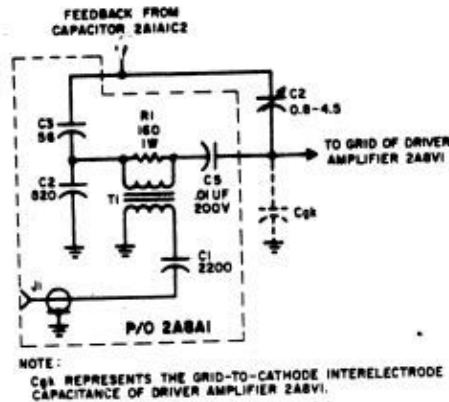 FEEDBACK FROM
CAPACITOR 2A1A1C2
C2
0.8-4.5
R1
160
1W
C3
56
C5
.01UF
200V
TO GRID OF DRIVER
AMPLIFIER 2A8V1
C2
820
T1
Cgk
C1
2200
J1
P/O 2A8A1
NOTE:
Cgk REPRESENTS THE GRID-TO-CATHODE INTERELECTRODE
CAPACITANCE OF DRIVER AMPLIFIER 2A8V1.